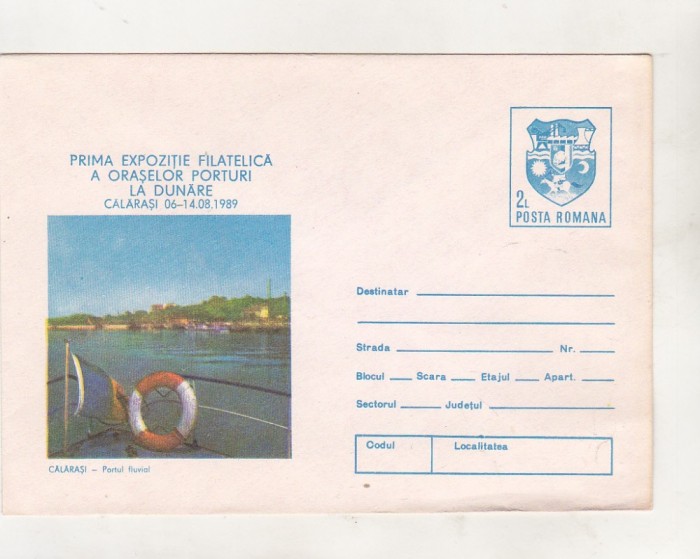 PRIMA EXPOZIȚIE FILATELICĂ
A ORAȘELOR PORTURI
LA DUNĂRE
CĂLĂRAȘI 06–14.08.1989
2L
POSTA ROMANA
Destinatar
Strada Nr.
Blocul Scara Etajul Apart.
Sectorul Județul
Codul Localitatea
CĂLĂRAȘI – Portul fluvial